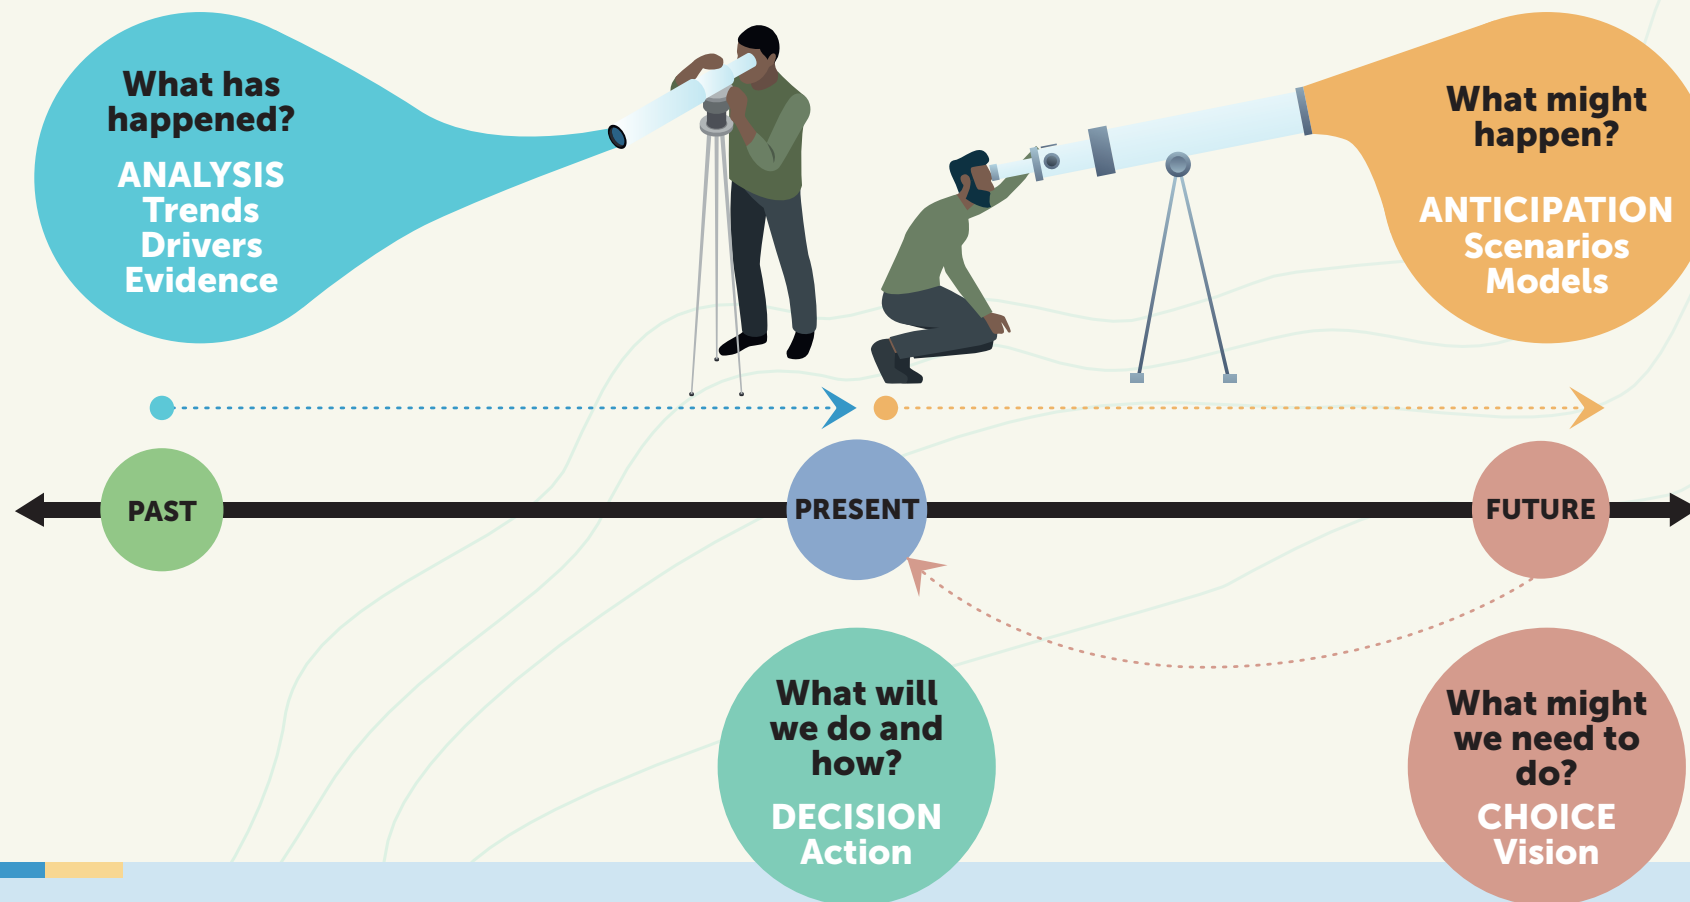 What has
happened?
ANALYSIS
Trends
Drivers
Evidence
What might
happen?
ANTICIPATION
Scenarios
Models
PAST
PRESENT
FUTURE
What will
we do and
how?
DECISION
Action
What might
we need to
do?
CHOICE
Vision